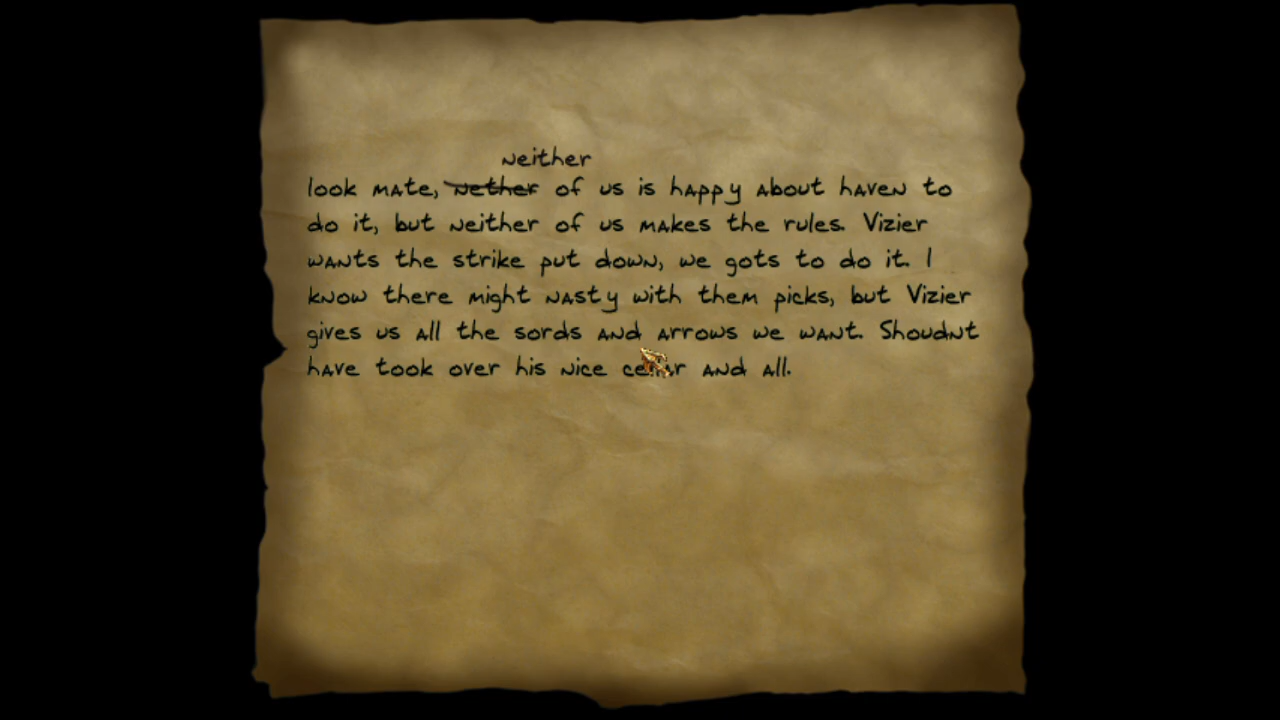 Neither
look mate, nether of us is happy about haven to
do it, but neither of us makes the rules. Vizier
wants the strike put down, we gots to do it. I
know there might nasty with them picks, but Vizier
gives us all the sords and arrows we want. Shoudnt
have took over his nice cellar and all.